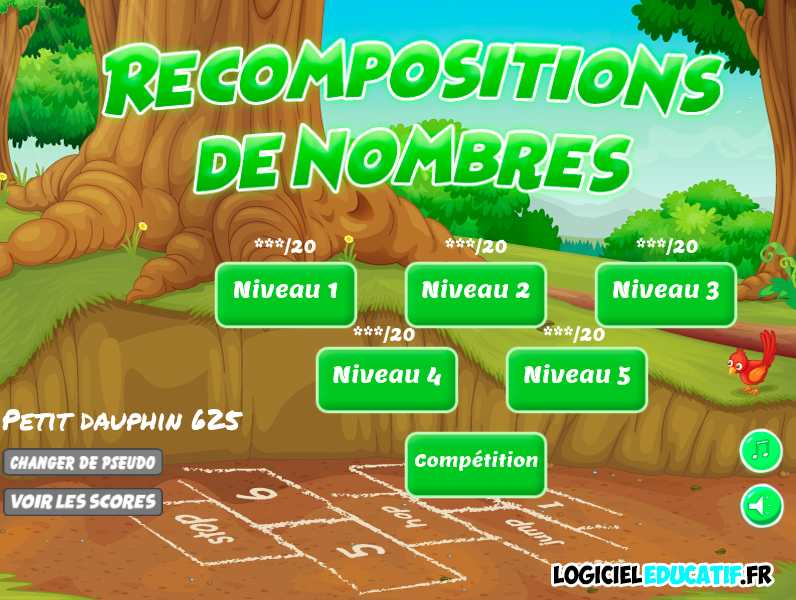 RECOMPOSITIONS
DE NOMBRES
***/20 ***/20 ***/20
Niveau 1 Niveau 2 Niveau 3
***/20 ***/20
Niveau 4 Niveau 5
PETIT DAUPHIN 625
Compétition
CHANGER DE PSEUDO
VOIR LES SCORES
6
stop
5
hop
1
jump
LOGICIELEDUCATIF.FR